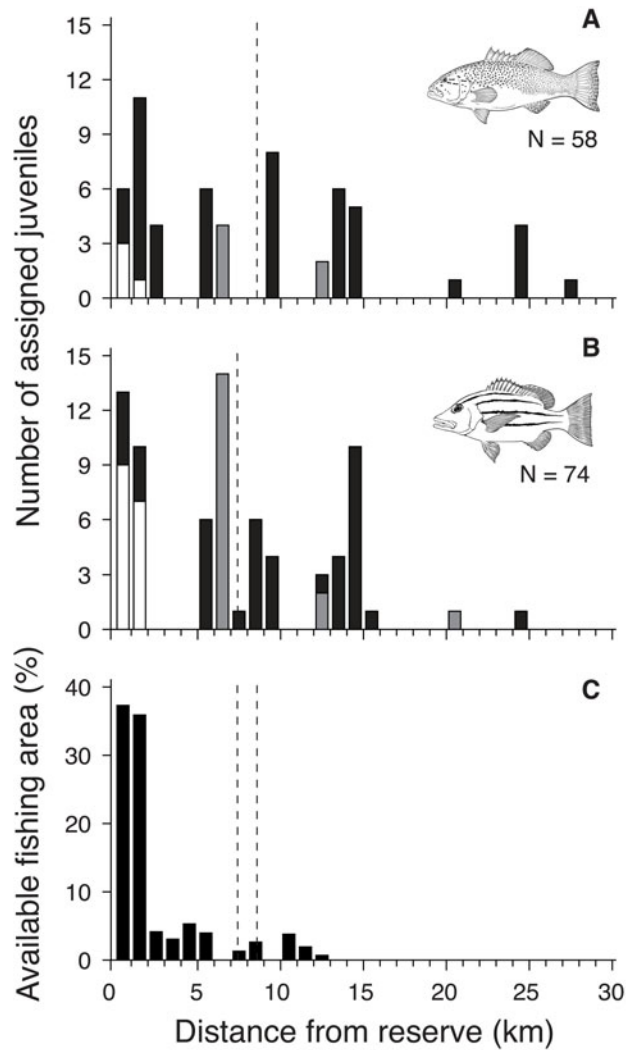 A
15
12
9
6
3
0
N = 58
B
15
12
9
6
3
0
N = 74
Number of assigned juveniles
C
40
30
20
10
0
Available fishing area (%)
0 5 10 15 20 25 30
Distance from reserve (km)